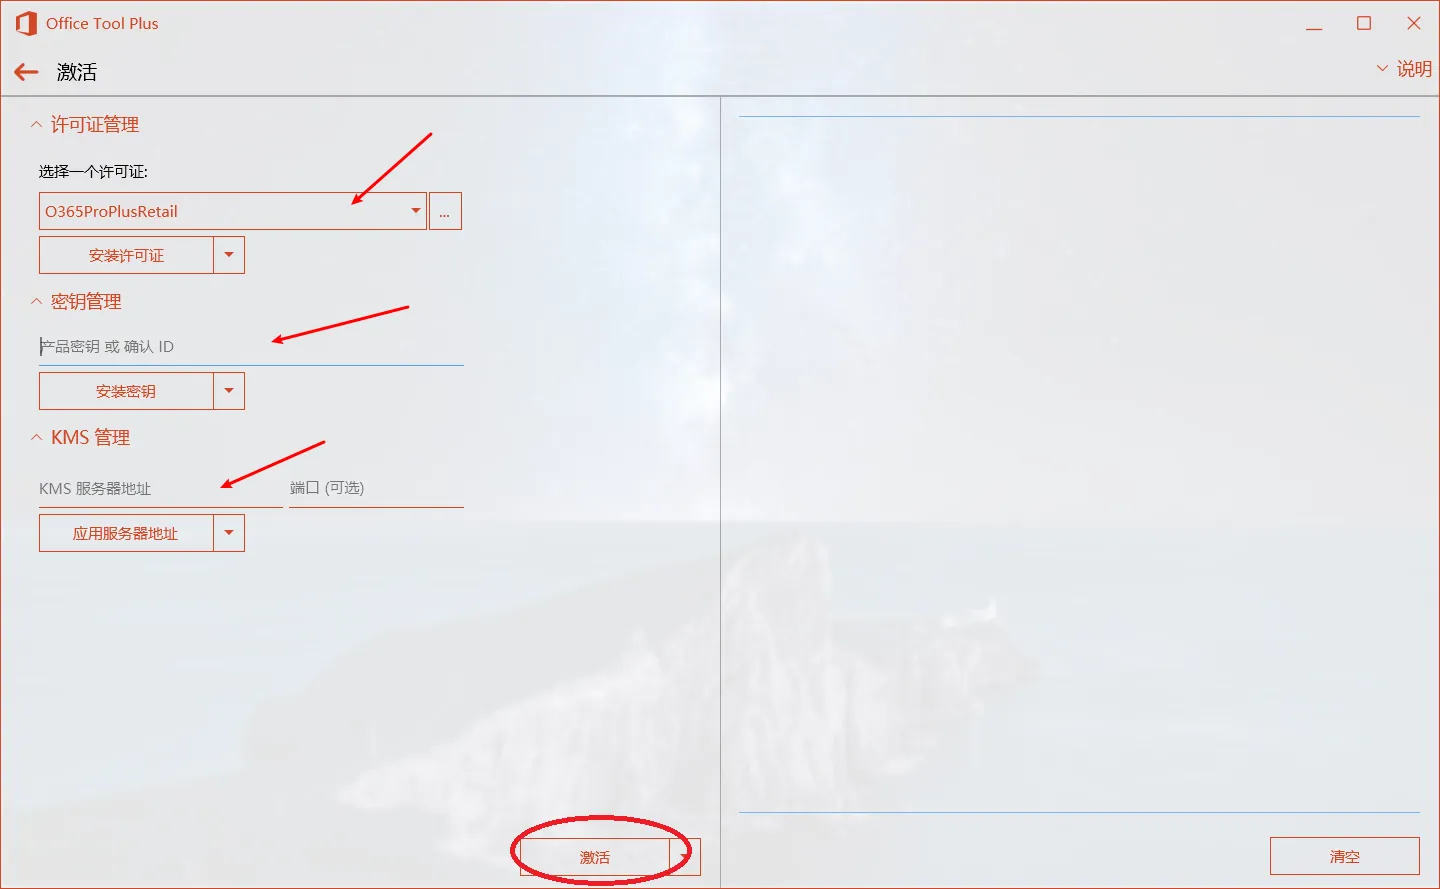 Office Tool Plus
激活
说明
许可证管理
选择一个许可证:
O365ProPlusRetail
...
安装许可证
密钥管理
产品密钥 或 确认 ID
安装密钥
KMS 管理
KMS 服务器地址
端口 (可选)
应用服务器地址
激活
清空